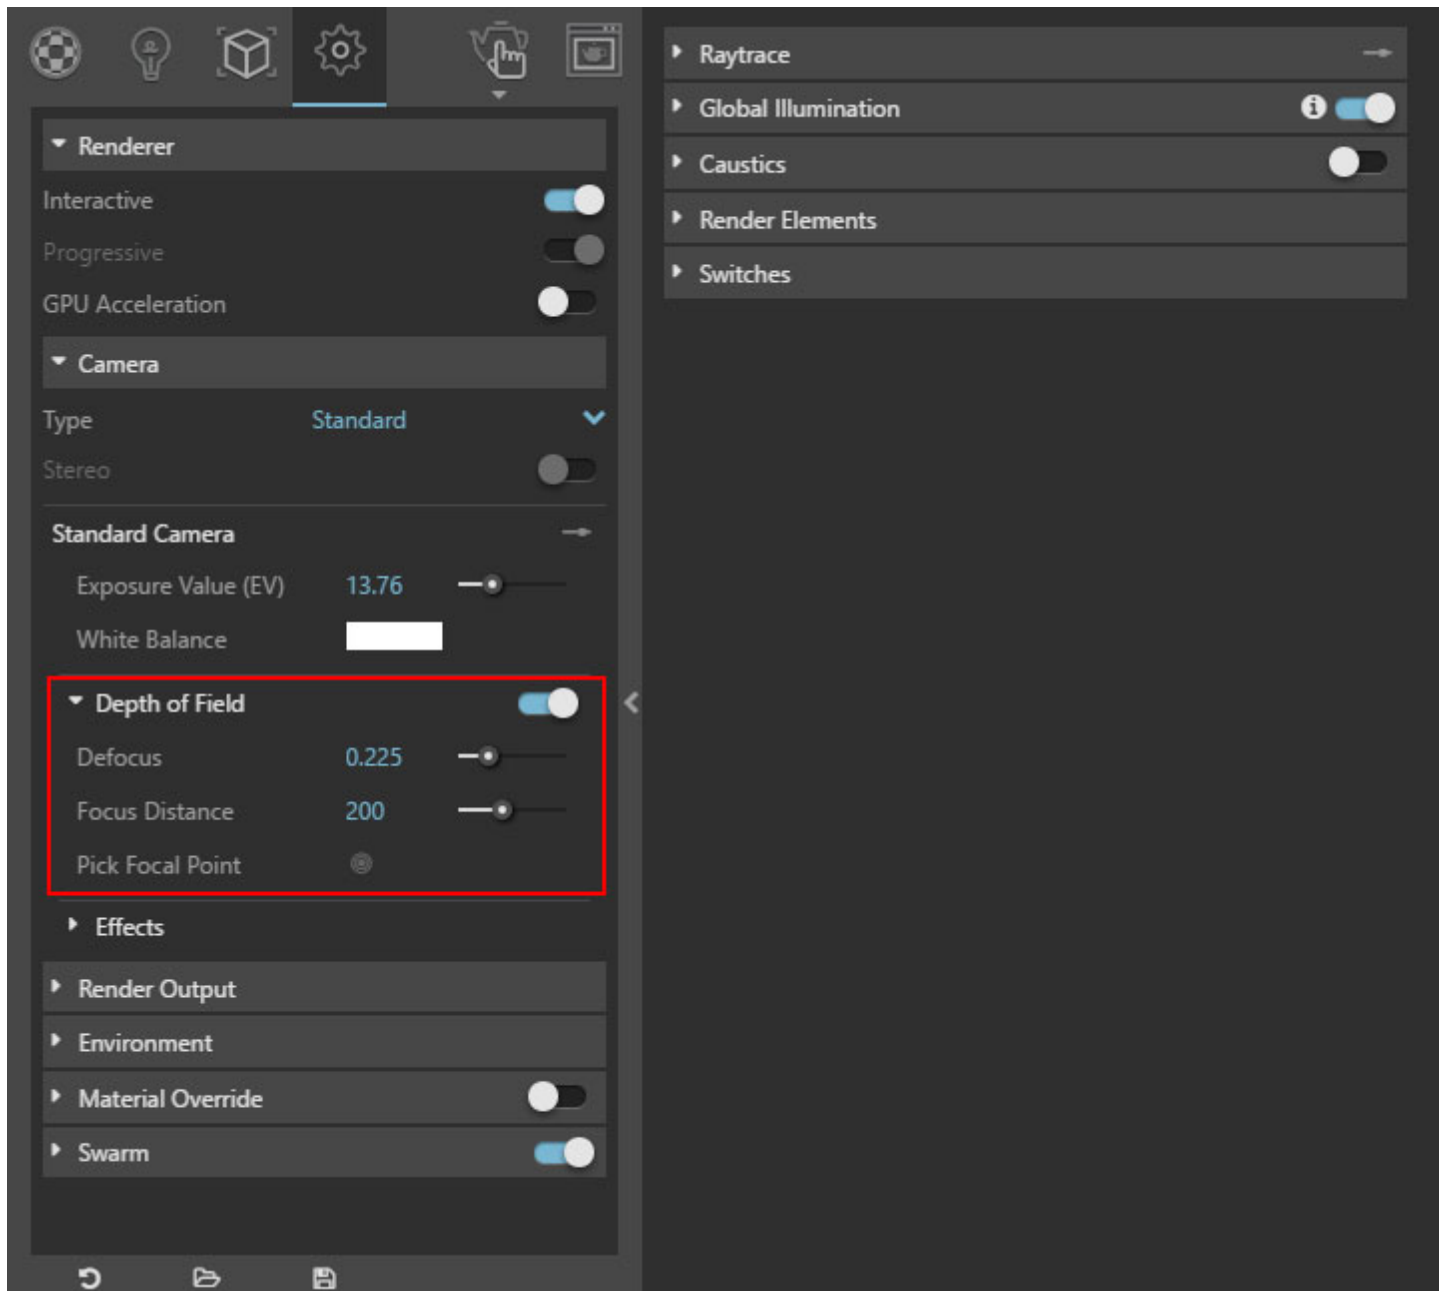 Renderer
Interactive
Progressive
GPU Acceleration
Camera
Type Standard
Stereo
Standard Camera
Exposure Value (EV) 13.76
White Balance
Depth of Field
Defocus 0.225
Focus Distance 200
Pick Focal Point
Effects
Render Output
Environment
Material Override
Swarm
Raytrace
Global Illumination
Caustics
Render Elements
Switches